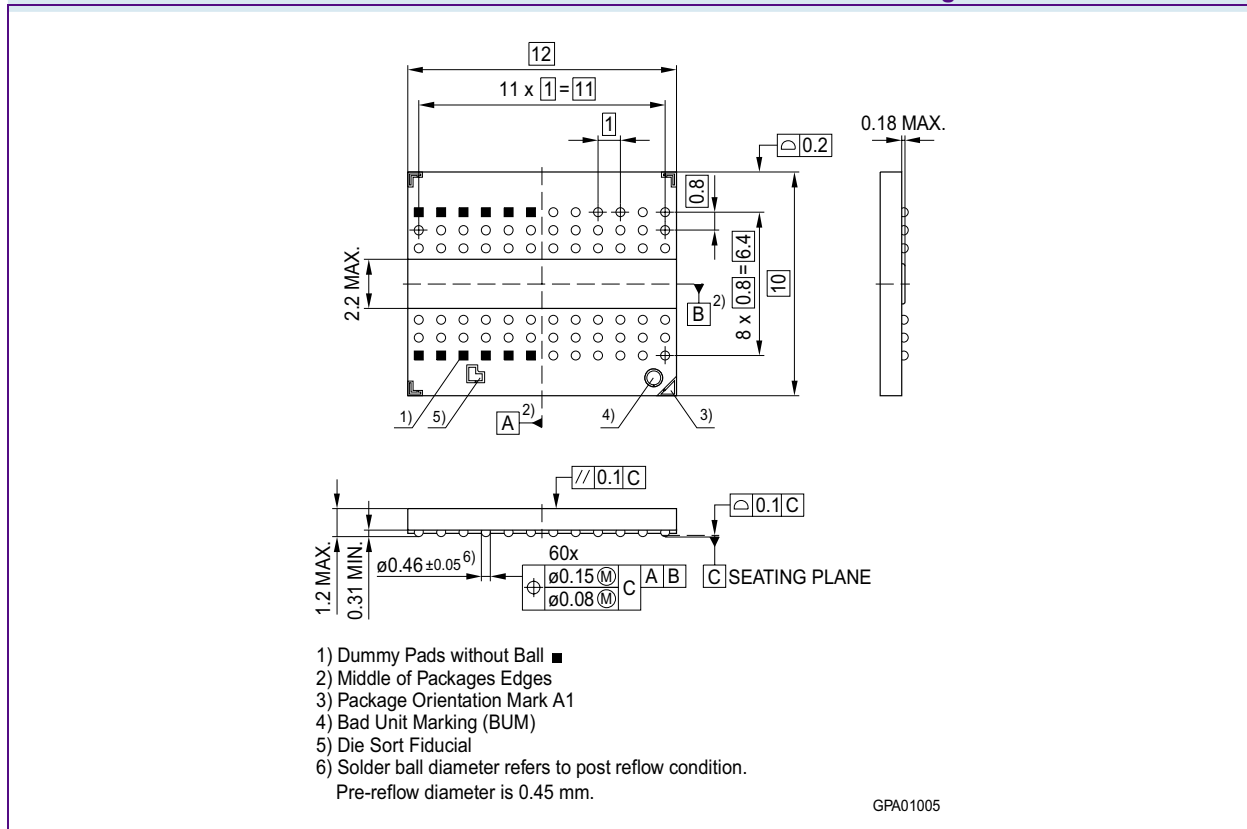 12
11 x 1 = 11
1
0.18 MAX.
0.2
0.8
2.2 MAX.
8 x 0.8 = 6.4
10
B 2)
1)
5)
A 2)
4)
3)
// 0.1 C
0.1 C
1.2 MAX.
0.31 MIN.
ø0.46 ±0.05 6)
60x
ø0.15 Ⓜ C A B
ø0.08 Ⓜ
C SEATING PLANE
1) Dummy Pads without Ball ■
2) Middle of Packages Edges
3) Package Orientation Mark A1
4) Bad Unit Marking (BUM)
5) Die Sort Fiducial
6) Solder ball diameter refers to post reflow condition.
Pre-reflow diameter is 0.45 mm.
GPA01005